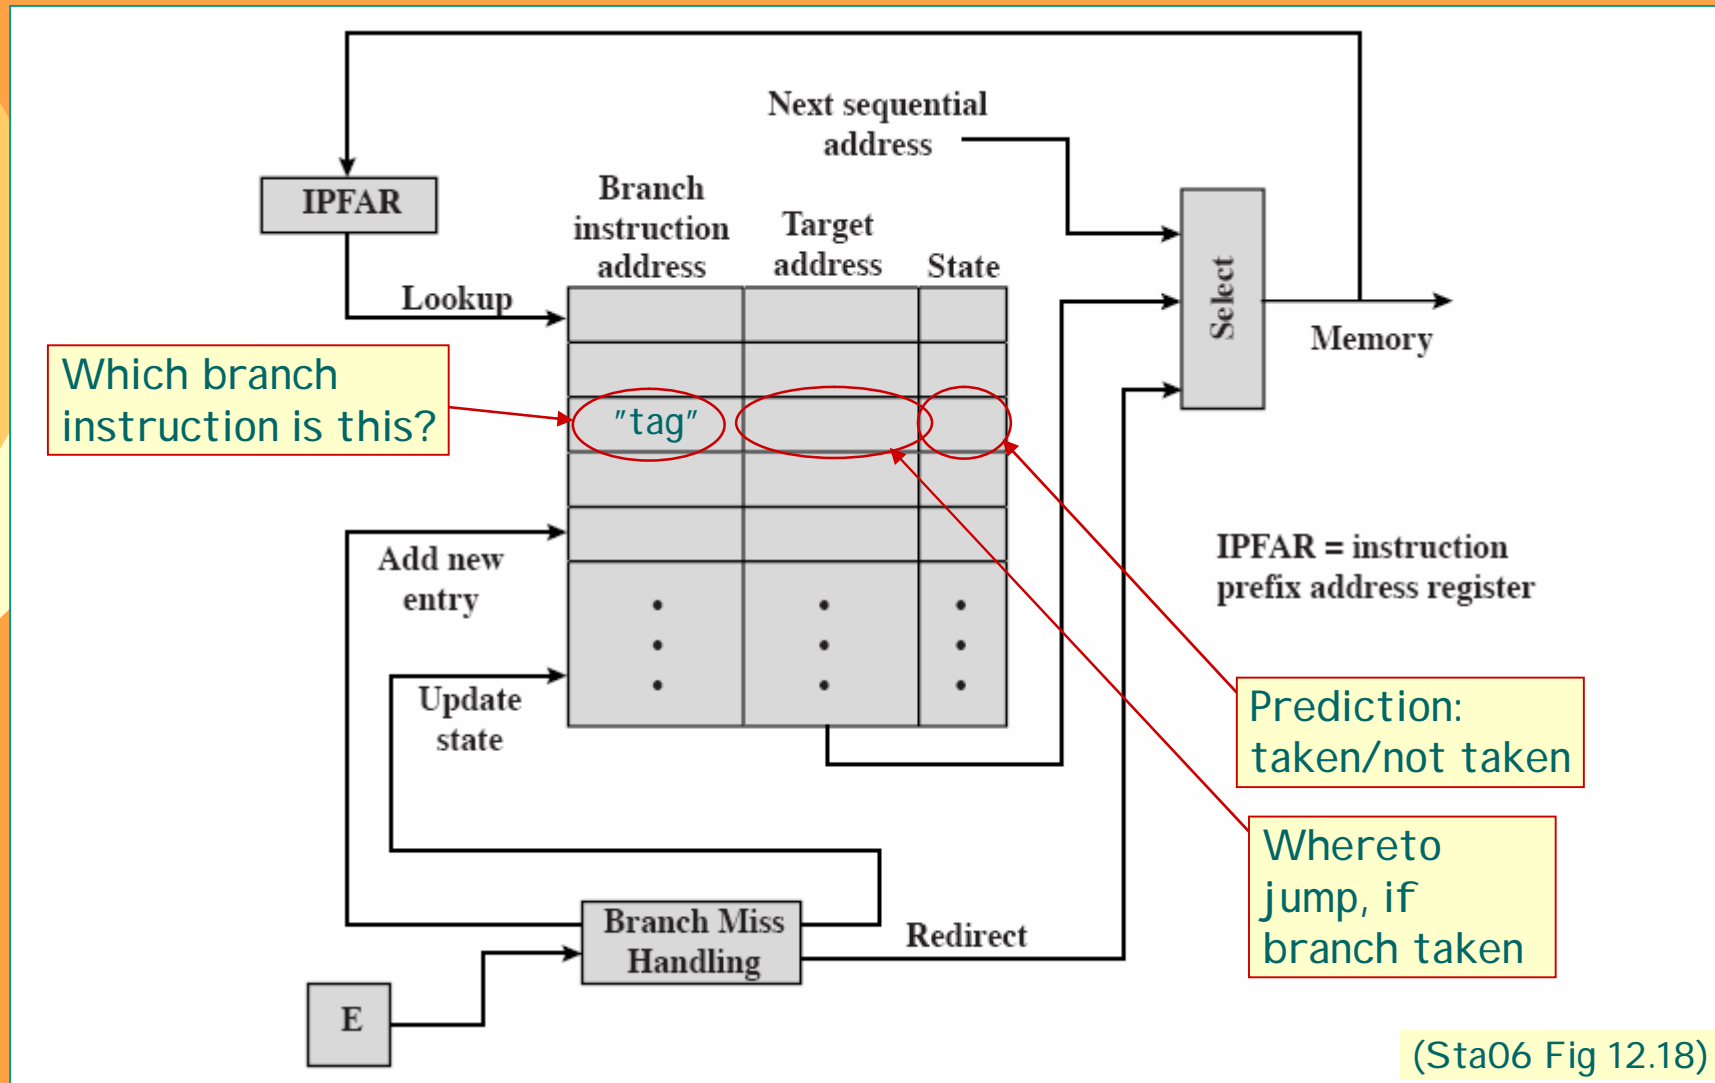 Next sequential
address
IPFAR
Branch
instruction
address
Target
address
State
Lookup
Select
Memory
Which branch
instruction is this?
"tag"
Add new
entry
IPFAR = instruction
prefix address register
Update
state
Prediction:
taken/not taken
Whereto
jump, if
branch taken
Branch Miss
Handling
Redirect
E
(Sta06 Fig 12.18)